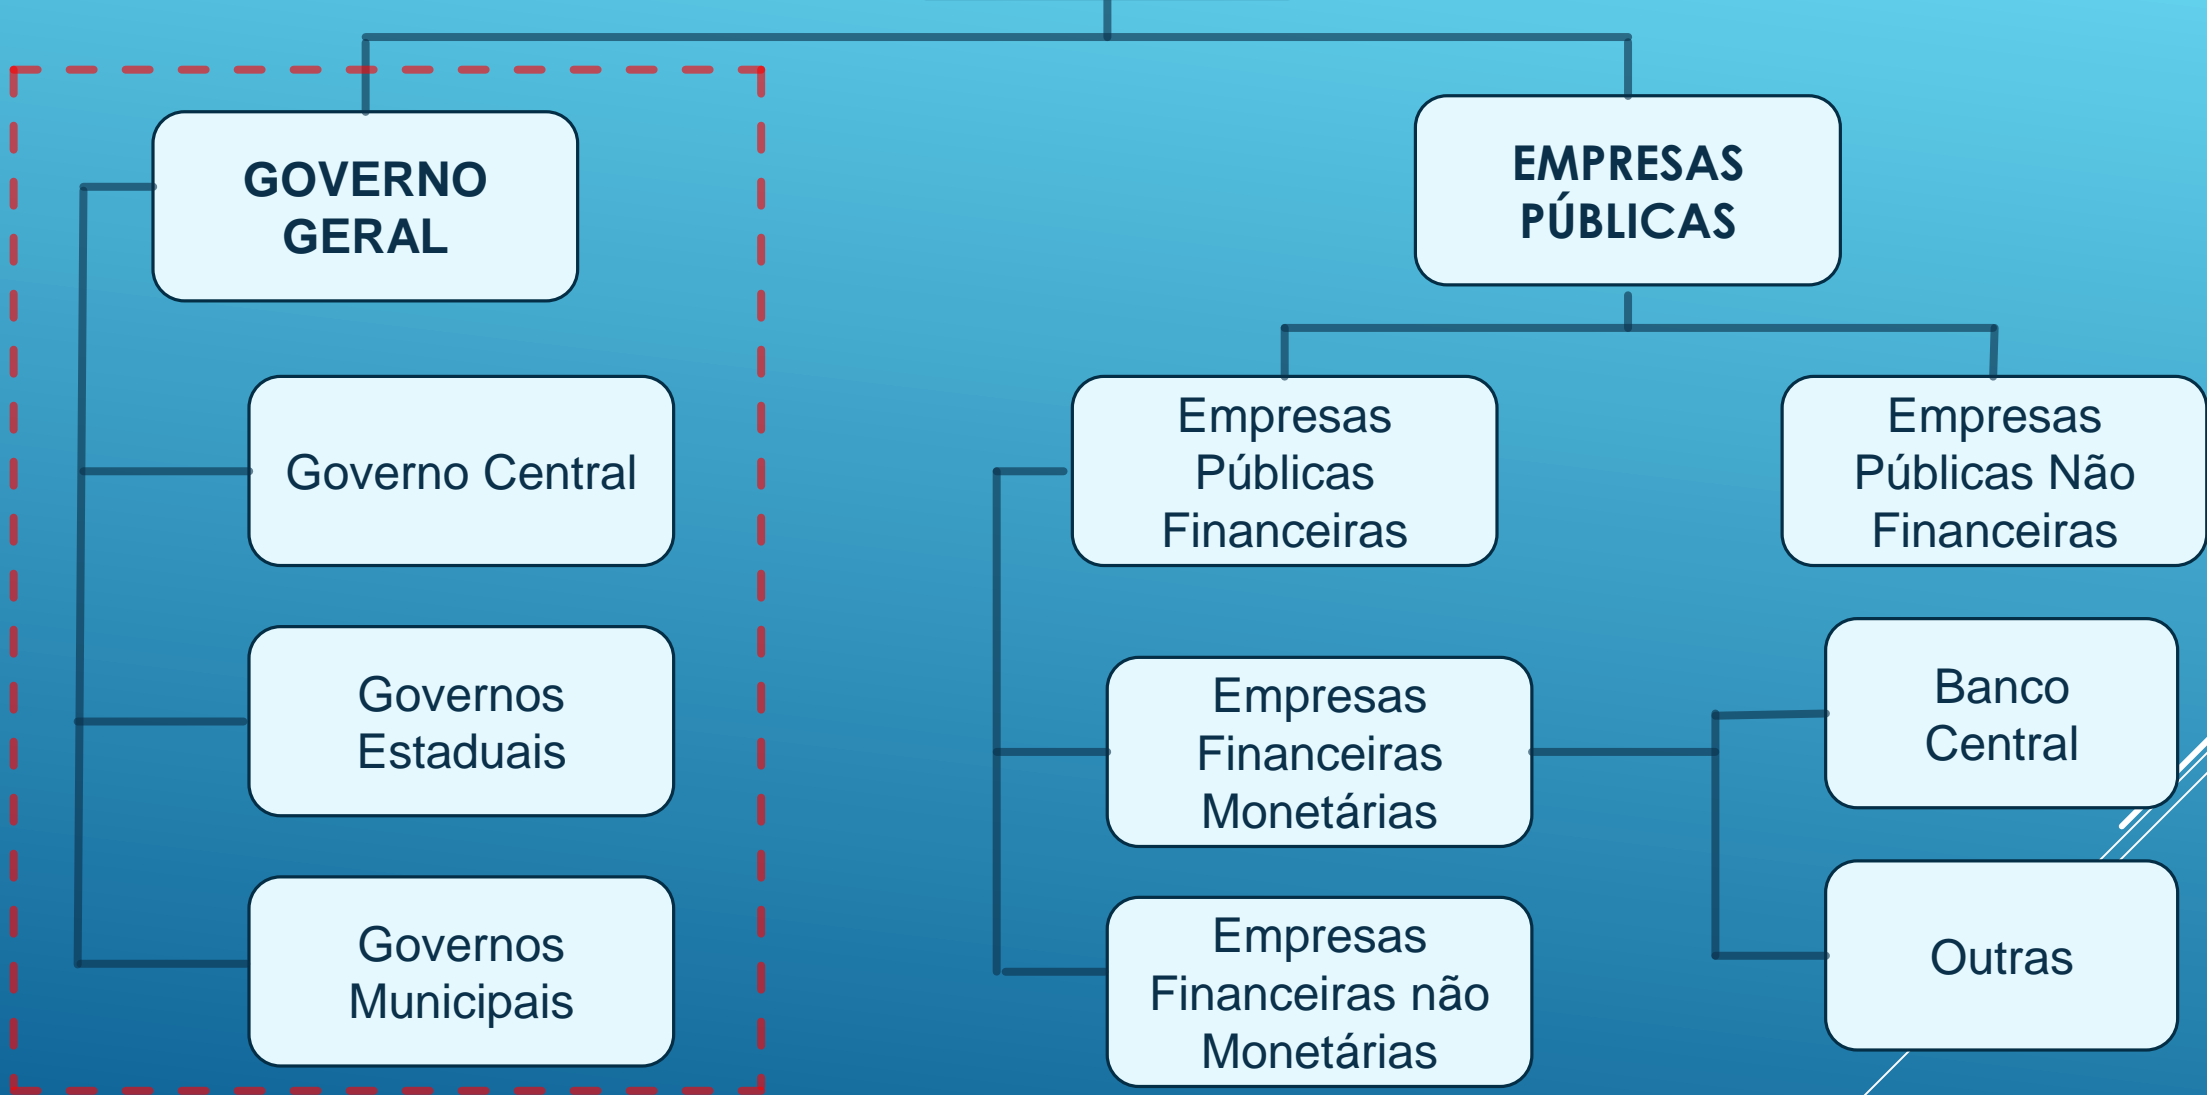 GOVERNO
GERAL
EMPRESAS
PÚBLICAS
Governo Central
Governos
Estaduais
Governos
Municipais
Empresas
Públicas
Financeiras
Empresas
Públicas Não
Financeiras
Empresas
Financeiras
Monetárias
Empresas
Financeiras não
Monetárias
Banco
Central
Outras